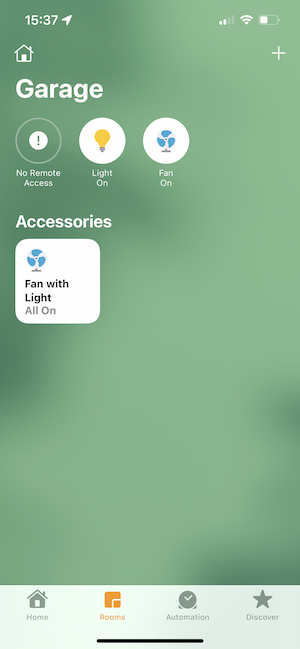 15:37
Garage
No Remote
Access
Light
On
Fan
On
Accessories
Fan with
Light
All On
Home
Rooms
Automation
Discover